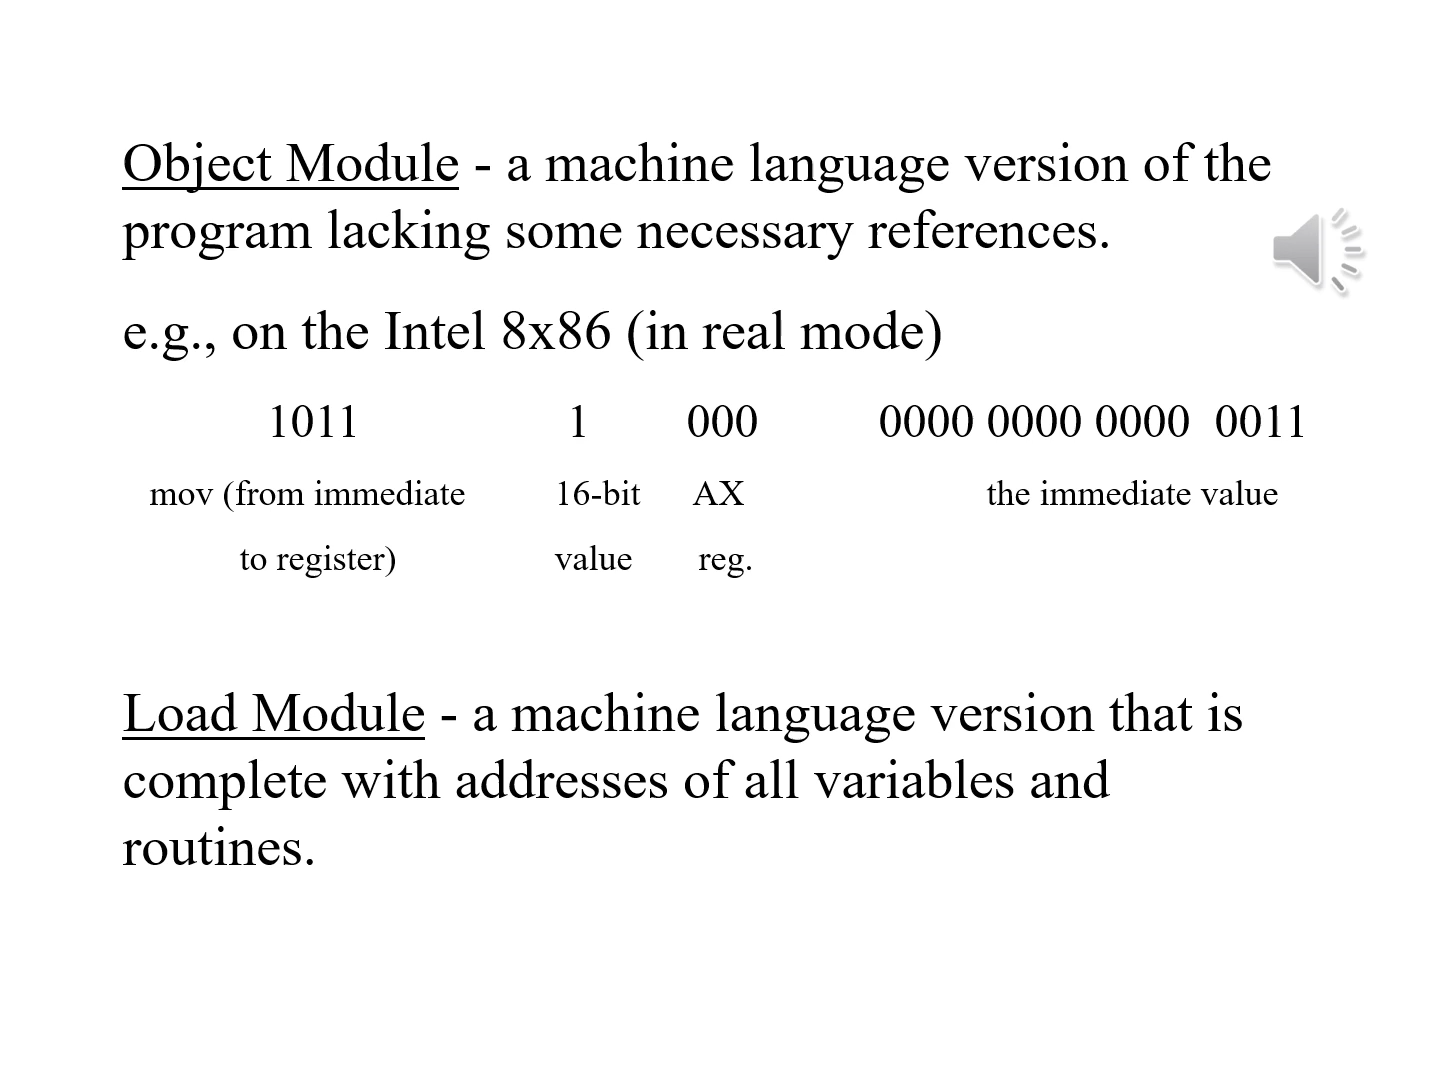 Object Module - a machine language version of the
program lacking some necessary references.
e.g., on the Intel 8x86 (in real mode)
1011 1 000 0000 0000 0000 0011
mov (from immediate 16-bit AX the immediate value
to register) value reg.
Load Module - a machine language version that is
complete with addresses of all variables and
routines.